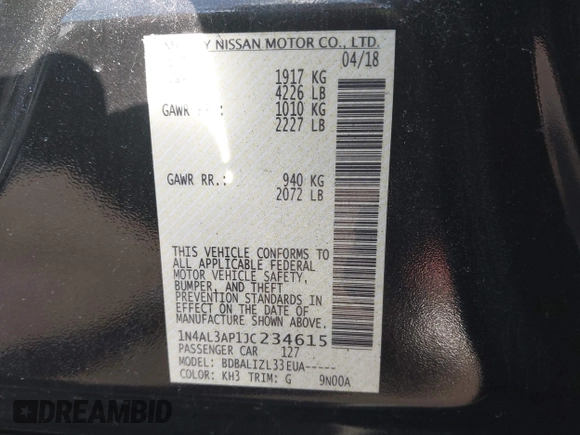 NISSAN MOTOR CO., LTD.
04/18
1917 KG
4226 LB
GAWR 1010 KG
2227 LB
GAWR RR.: 940 KG
2072 LB
THIS VEHICLE CONFORMS TO
ALL APPLICABLE FEDERAL
MOTOR VEHICLE SAFETY,
BUMPER, AND THEFT
PREVENTION STANDARDS IN
EFFECT ON THE DATE OF
MANUFACTURE SHOWN ABOVE.
1N4AL3AP1JC234615
PASSENGER CAR 127
MODEL: BDBALIZL33EUA-----
COLOR: KH3 TRIM: G 9N00A
DREAMBID